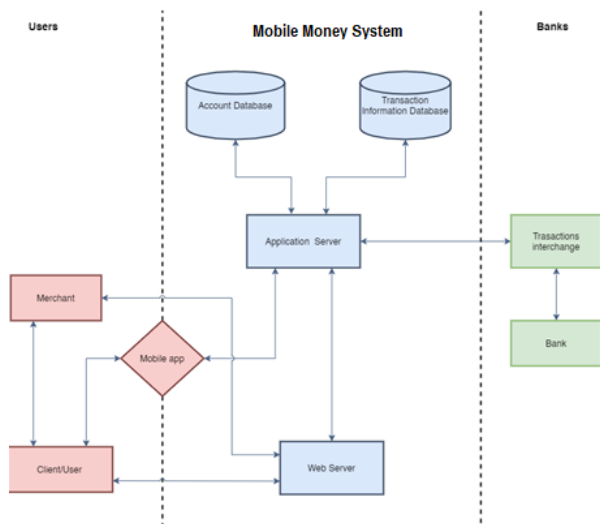 Users
Mobile Money System
Banks
Account Database
Transaction
Information Database
Application Server
Trasactions
interchange
Merchant
Mobile app
Bank
Client/User
Web Server